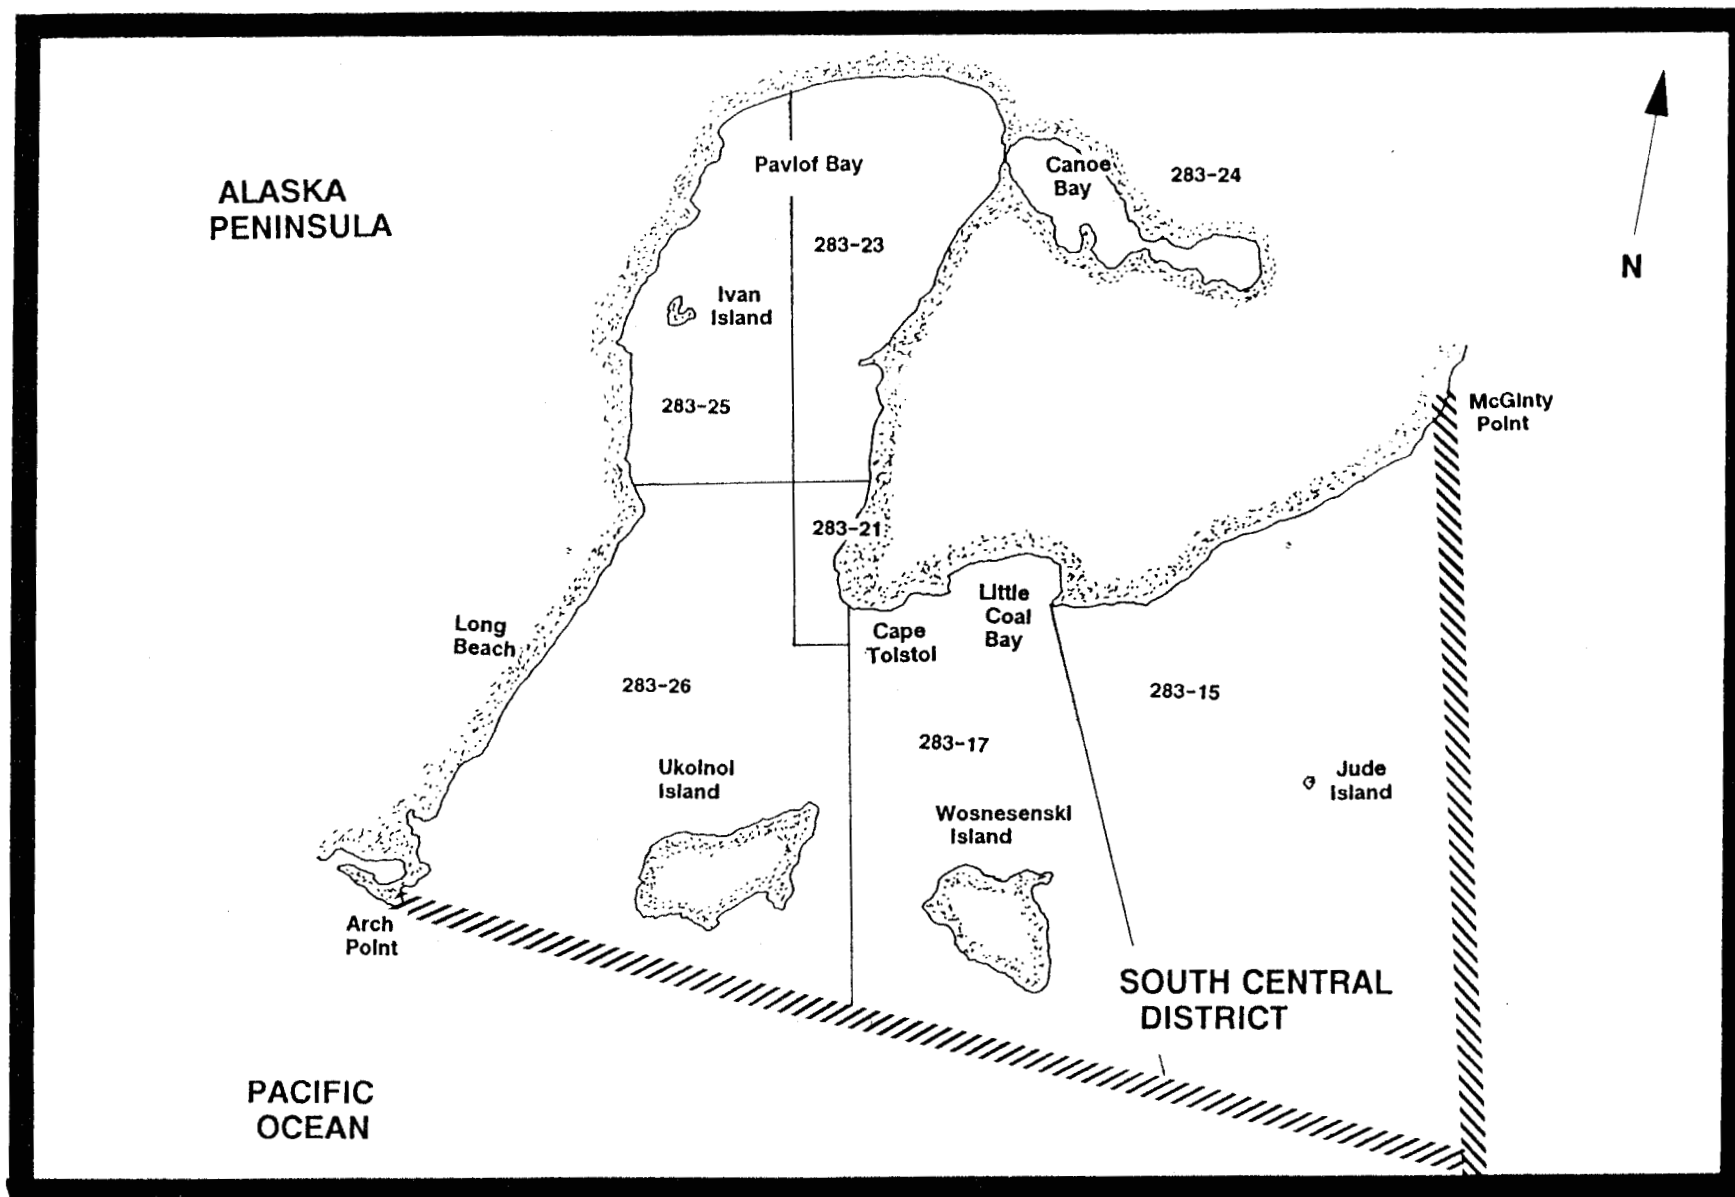 ALASKA
PENINSULA
Pavlof Bay
Canoe
Bay
283-24
283-23
N
Ivan
Island
283-25
McGinty
Point
283-21
Little
Coal
Bay
Long
Beach
Cape
Tolstoi
283-26
283-15
283-17
Ukolnoi
Island
Jude
Island
Wosnesenski
Island
Arch
Point
SOUTH CENTRAL
DISTRICT
PACIFIC
OCEAN